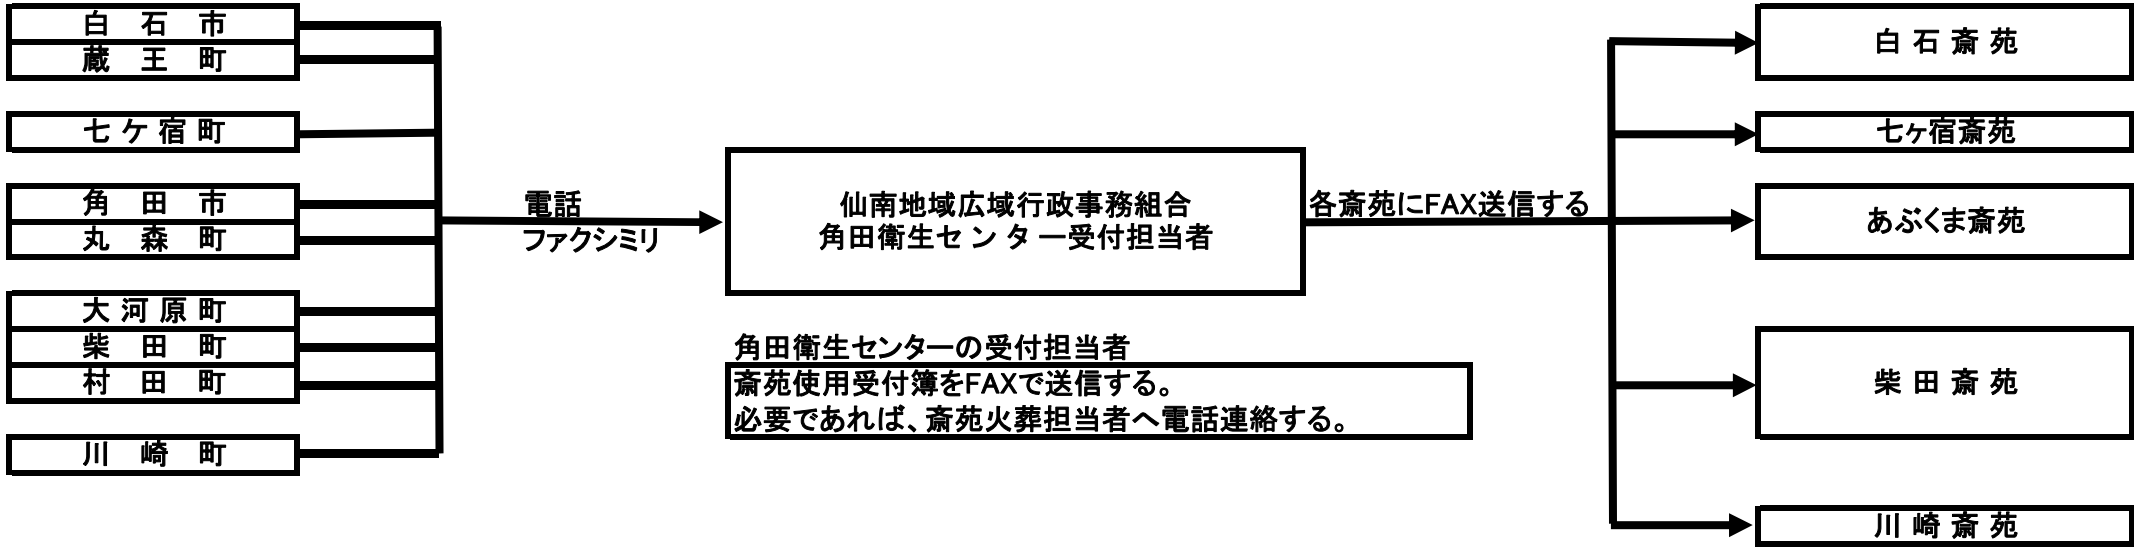 白石市
蔵王町
七ケ宿町
角田市
丸森町
大河原町
柴田町
村田町
川崎町
電話
ファクシミリ
仙南地域広域行政事務組合
角田衛生センター受付担当者
各斎苑にFAX送信する
角田衛生センターの受付担当者
斎苑使用受付簿をFAXで送信する。
必要であれば、斎苑火葬担当者へ電話連絡する。
白石斎苑
七ヶ宿斎苑
あぶくま斎苑
柴田斎苑
川崎斎苑